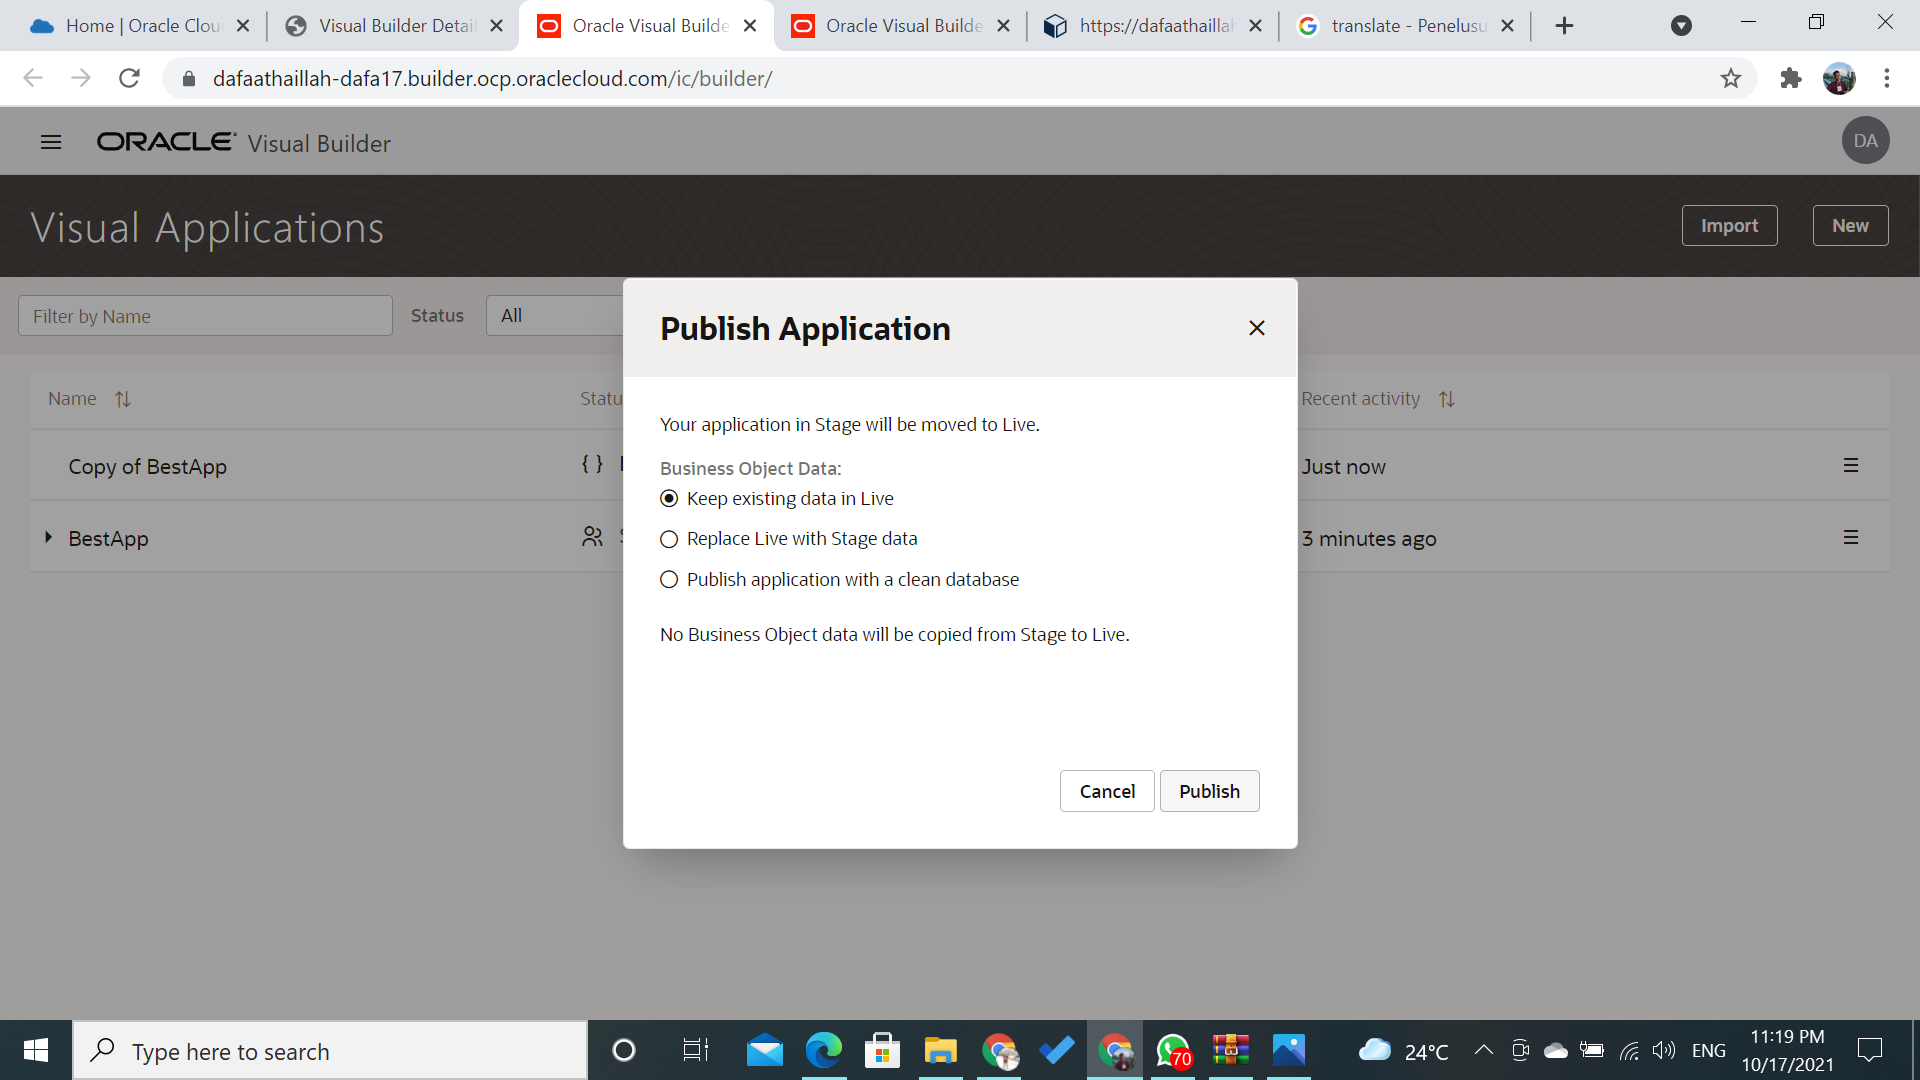 Home | Oracle Clou
Visual Builder Detail
Oracle Visual Builde
Oracle Visual Builde
https://dafaathaillah
translate - Penelusu
dafaathaillah-dafa17.builder.ocp.oraclecloud.com/ic/builder/
ORACLE Visual Builder
DA
Visual Applications
Import
New
Filter by Name
Status
All
Name
Statu
Recent activity
Copy of BestApp
Just now
BestApp
3 minutes ago
Publish Application
Your application in Stage will be moved to Live.
Business Object Data:
Keep existing data in Live
Replace Live with Stage data
Publish application with a clean database
No Business Object data will be copied from Stage to Live.
Cancel
Publish
Type here to search
70
24°C
ENG
11:19 PM
10/17/2021